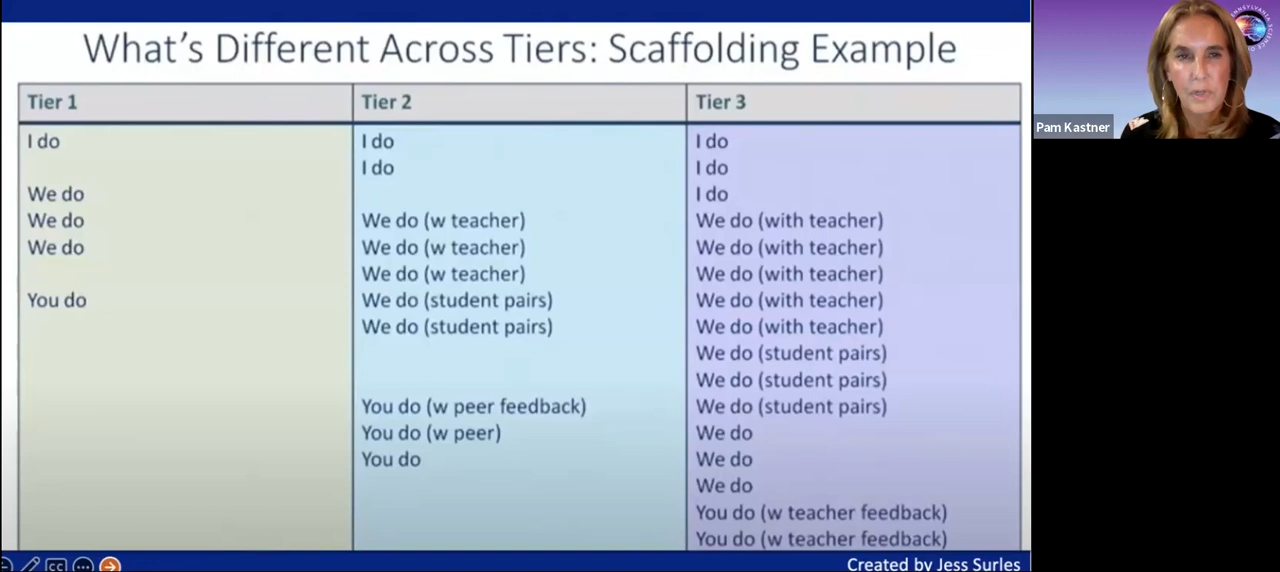 What's Different Across Tiers: Scaffolding Example
Tier 1
I do
We do
We do
We do
You do
Tier 2
I do
I do
We do (w teacher)
We do (w teacher)
We do (w teacher)
We do (student pairs)
We do (student pairs)
You do (w peer feedback)
You do (w peer)
You do
Tier 3
I do
I do
I do
We do (with teacher)
We do (with teacher)
We do (with teacher)
We do (with teacher)
We do (with teacher)
We do (student pairs)
We do (student pairs)
We do (student pairs)
We do
We do
We do
You do (w teacher feedback)
You do (w teacher feedback)
CC
Created by Jess Surles
Pam Kastner